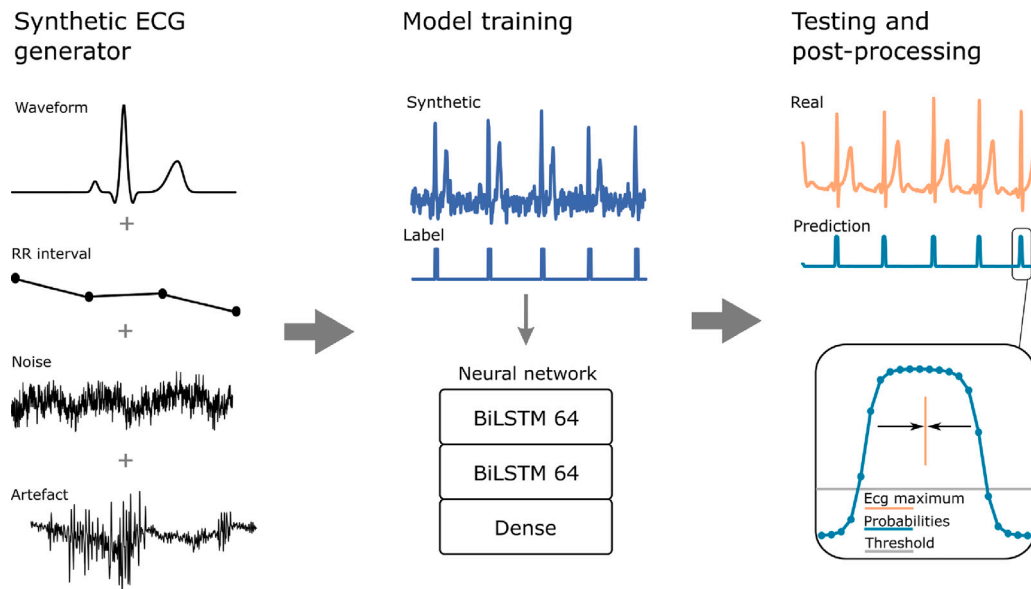 Synthetic ECG
generator
Waveform
+
RR interval
+
Noise
+
Artefact
Model training
Synthetic
Label
Neural network
BiLSTM 64
BiLSTM 64
Dense
Testing and
post-processing
Real
Prediction
Ecg maximum
Probabilities
Threshold